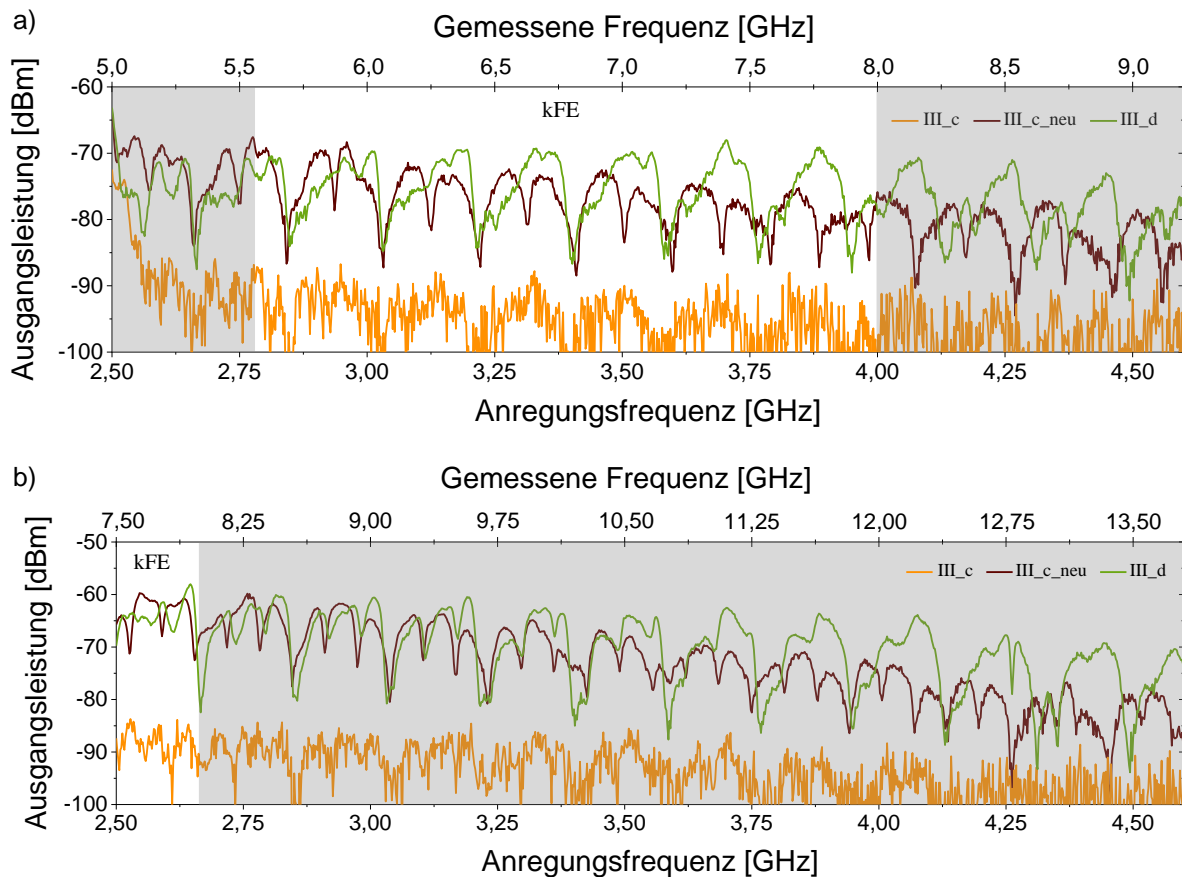 a)
Gemessene Frequenz [GHz]
5,0 5,5 6,0 6,5 7,0 7,5 8,0 8,5 9,0
Ausgangsleistung [dBm]
-60
-70
-80
-90
-100
kFE
III_c III_c_neu III_d
2,50 2,75 3,00 3,25 3,50 3,75 4,00 4,25 4,50
Anregungsfrequenz [GHz]
b)
Gemessene Frequenz [GHz]
7,50 8,25 9,00 9,75 10,50 11,25 12,00 12,75 13,50
Ausgangsleistung [dBm]
-50
-60
-70
-80
-90
-100
kFE
III_c III_c_neu III_d
2,50 2,75 3,00 3,25 3,50 3,75 4,00 4,25 4,50
Anregungsfrequenz [GHz]